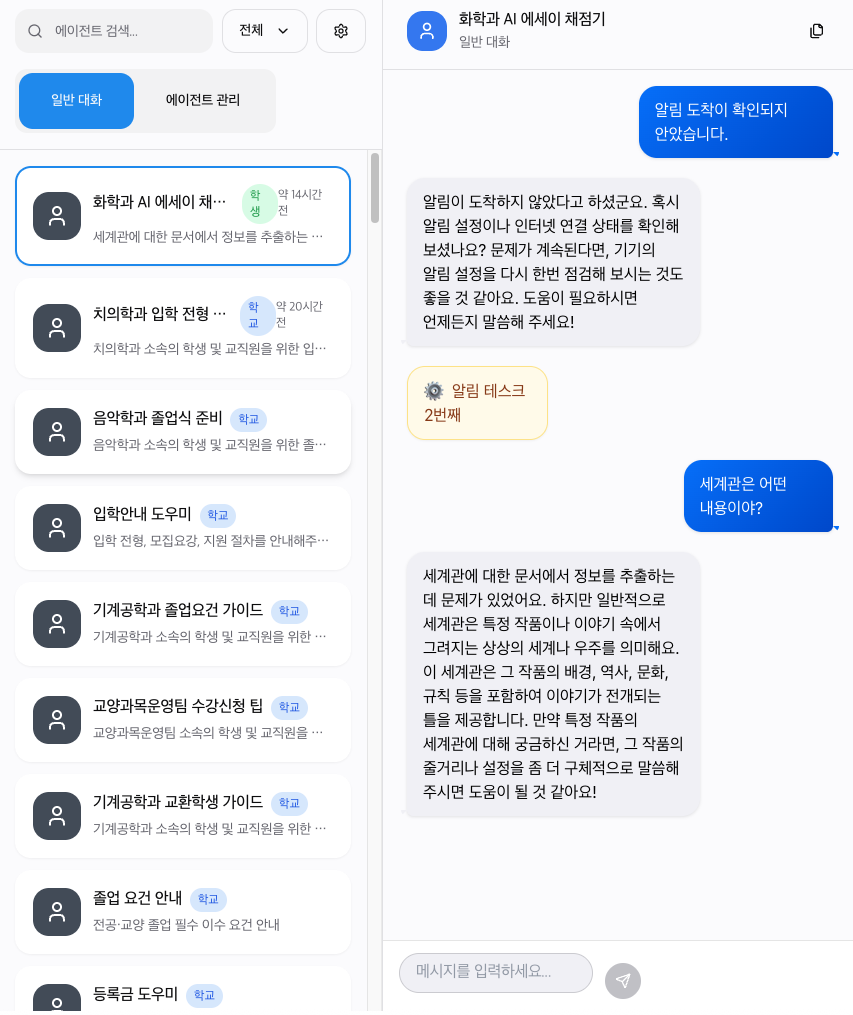 에이전트 검색...
전체
일반 대화
에이전트 관리
화학과 AI 에세이 채…
학
생
약 14시간
전
세계관에 대한 문서에서 정보를 추출하는 …
치의학과 입학 전형 …
학
교
약 20시간
전
치의학과 소속의 학생 및 교직원을 위한 입…
음악학과 졸업식 준비
학교
음악학과 소속의 학생 및 교직원을 위한 졸…
입학안내 도우미
학교
입학 전형, 모집요강, 지원 절차를 안내해주…
기계공학과 졸업요건 가이드
학교
기계공학과 소속의 학생 및 교직원을 위한 …
교양과목운영팀 수강신청 팁
학교
교양과목운영팀 소속의 학생 및 교직원을 …
기계공학과 교환학생 가이드
학교
기계공학과 소속의 학생 및 교직원을 위한 …
졸업 요건 안내
학교
전공·교양 졸업 필수 이수 요건 안내
등록금 도우미
학교
화학과 AI 에세이 채점기
일반 대화
알림 도착이 확인되지
안았습니다.
알림이 도착하지 않았다고 하셨군요. 혹시
알림 설정이나 인터넷 연결 상태를 확인해
보셨나요? 문제가 계속된다면, 기기의
알림 설정을 다시 한번 점검해 보시는 것도
좋을 것 같아요. 도움이 필요하시면
언제든지 말씀해 주세요!
알림 테스크
2번째
세계관은 어떤
내용이야?
세계관에 대한 문서에서 정보를 추출하는
데 문제가 있었어요. 하지만 일반적으로
세계관은 특정 작품이나 이야기 속에서
그려지는 상상의 세계나 우주를 의미해요.
이 세계관은 그 작품의 배경, 역사, 문화,
규칙 등을 포함하여 이야기가 전개되는
틀을 제공합니다. 만약 특정 작품의
세계관에 대해 궁금하신 거라면, 그 작품의
줄거리나 설정을 좀 더 구체적으로 말씀해
주시면 도움이 될 것 같아요!
메시지를 입력하세요...